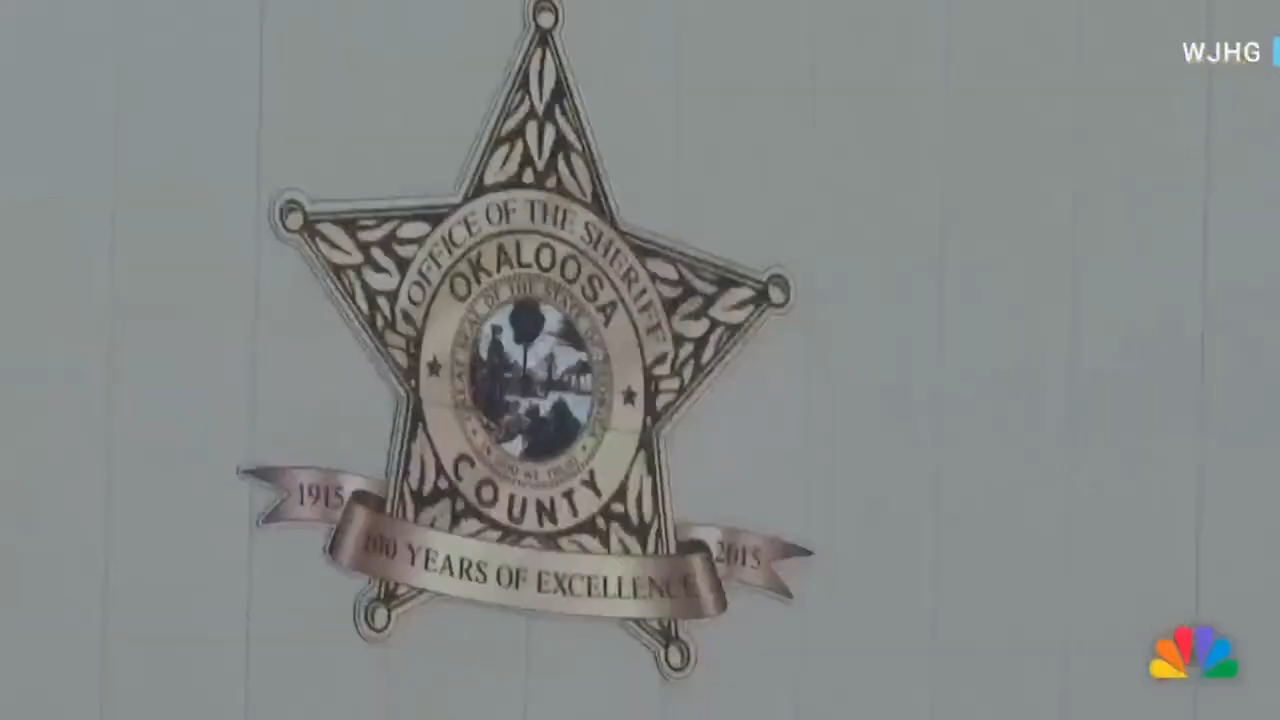 WJHG
OFFICE OF THE SHERIFF
OKALOOSA
COUNTY
1915
100 YEARS OF EXCELLENCE
2015